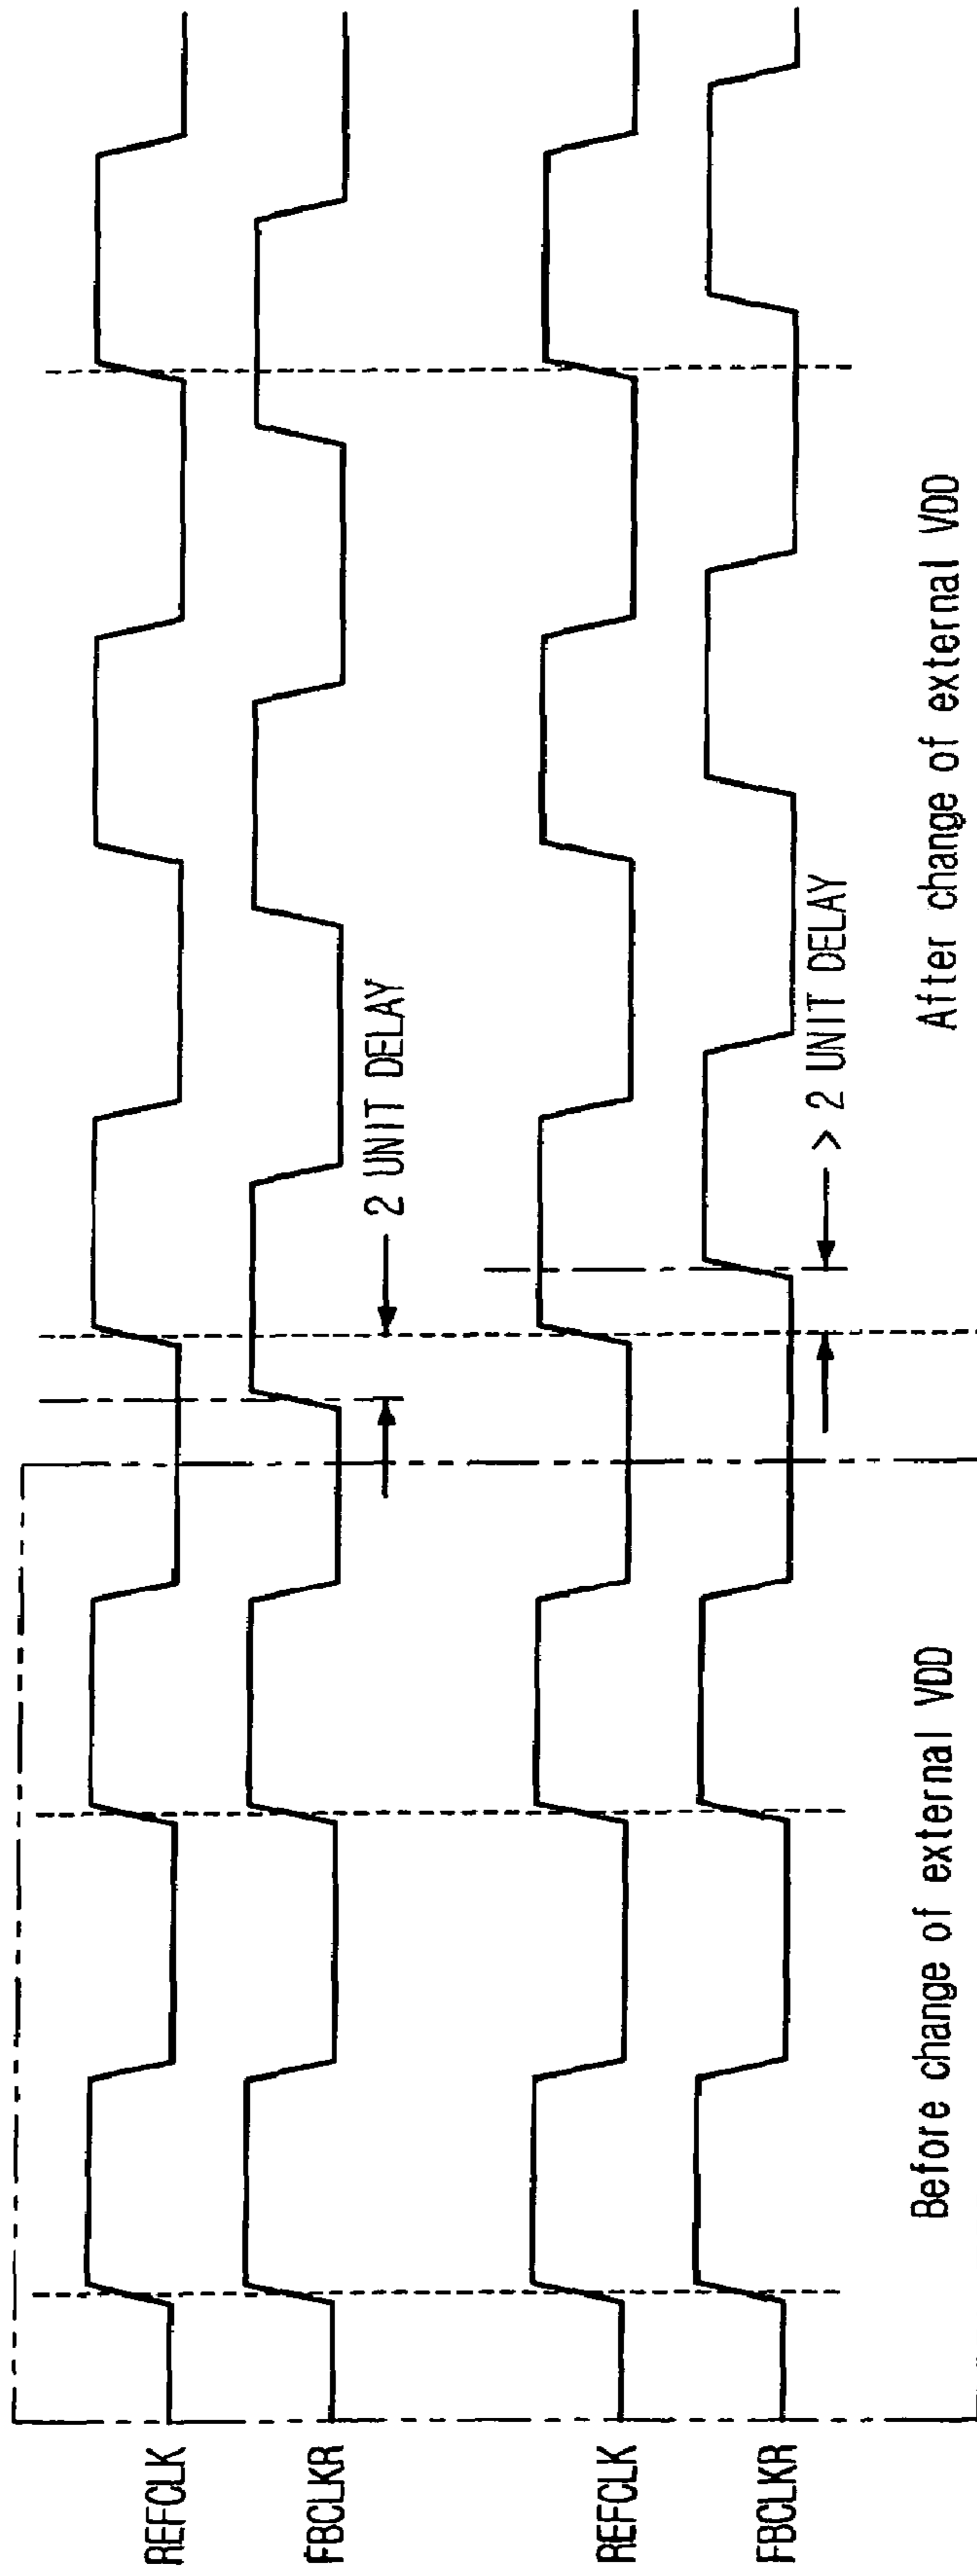 REFCLK
FBCLKR
2 UNIT DELAY
REFCLK
FBCLKR
> 2 UNIT DELAY
Before change of external VDD
After change of external VDD